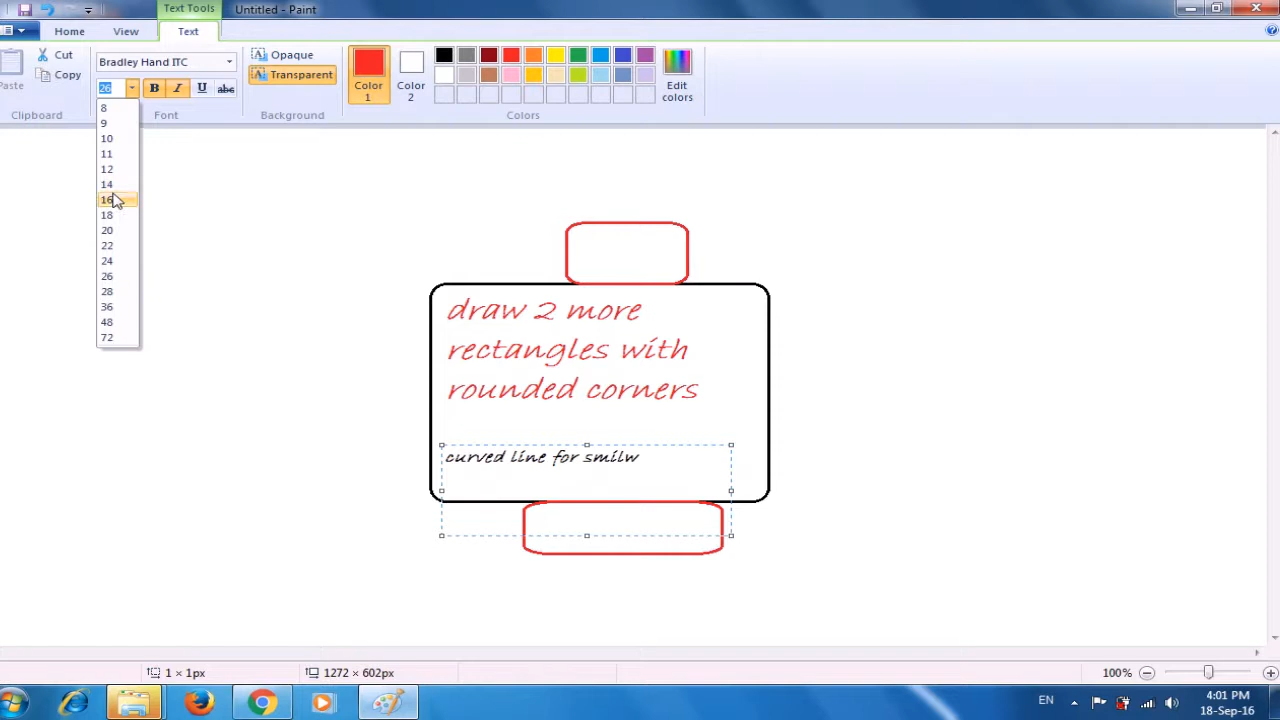 Text Tools
Untitled - Paint
Home
View
Text
Cut
Bradley Hand ITC
Opaque
Paste
Copy
26
B
I
U
abc
Transparent
Color
1
Color
2
Edit
colors
Clipboard
Font
Background
Colors
8
9
10
11
12
14
16
18
20
22
24
26
28
36
48
72
draw 2 more
rectangles with
rounded corners
curved line for smilw
1 × 1px
1272 × 602px
100%
EN
4:01 PM
18-Sep-16